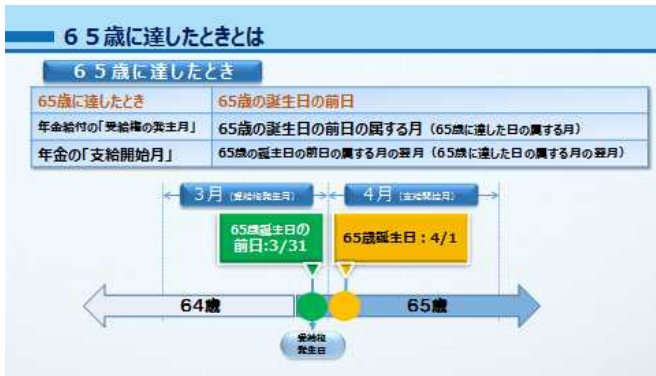 ６５歳に達したときとは
６５歳に達したとき
65歳に達したとき 65歳の誕生日の前日
年金給付の「受給権の発生月」 65歳の誕生日の前日の属する月（65歳に達した日の属する月）
年金の「支給開始月」 65歳の誕生日の前日の属する月の翌月（65歳に達した日の属する月の翌月）
3月（受給権発生月） 4月（支給開始月）
65歳誕生日の
前日:3/31
65歳誕生日：4/1
64歳 65歳
受給権
発生日